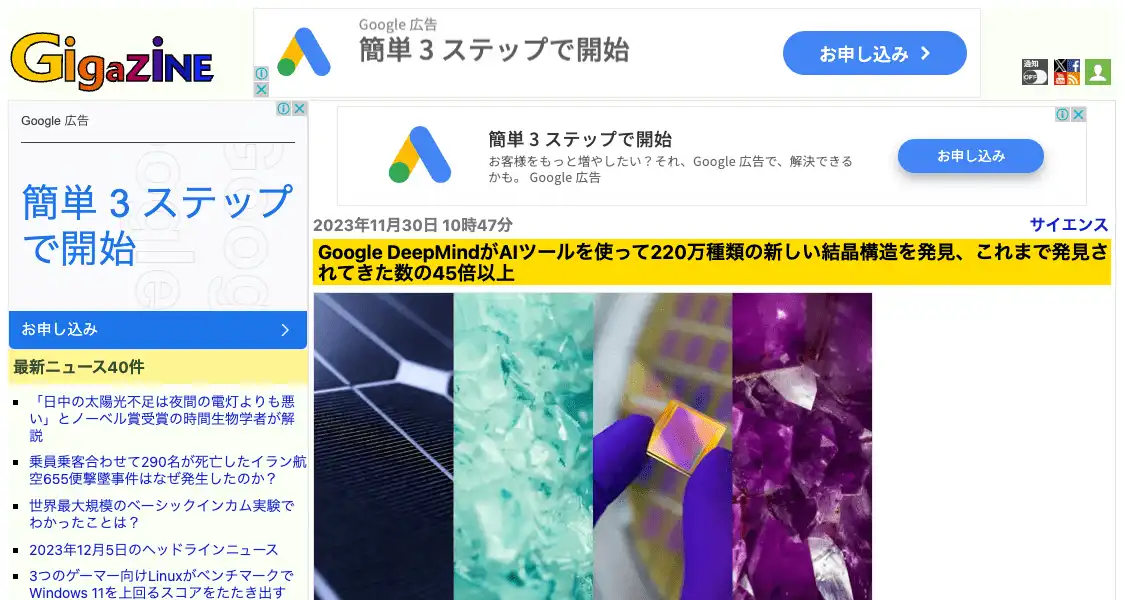 GigaZiNE
Google 広告
簡単 3 ステップで開始
お申し込み
通知
OFF
Google 広告
簡単 3 ステップ
で開始
お申し込み
簡単 3 ステップで開始
お客様をもっと増やしたい？それ、Google 広告で、解決できる
かも。 Google 広告
お申し込み
2023年11月30日 10時47分
サイエンス
Google DeepMindがAIツールを使って220万種類の新しい結晶構造を発見、これまで発見さ
れてきた数の45倍以上
最新ニュース40件
「日中の太陽光不足は夜間の電灯よりも悪
い」とノーベル賞受賞の時間生物学者が解
説
乗員乗客合わせて290名が死亡したイラン航
空655便撃墜事件はなぜ発生したのか？
世界最大規模のベーシックインカム実験で
わかったことは？
2023年12月5日のヘッドラインニュース
3つのゲーマー向けLinuxがベンチマークで
Windows 11を上回るスコアをたたき出す